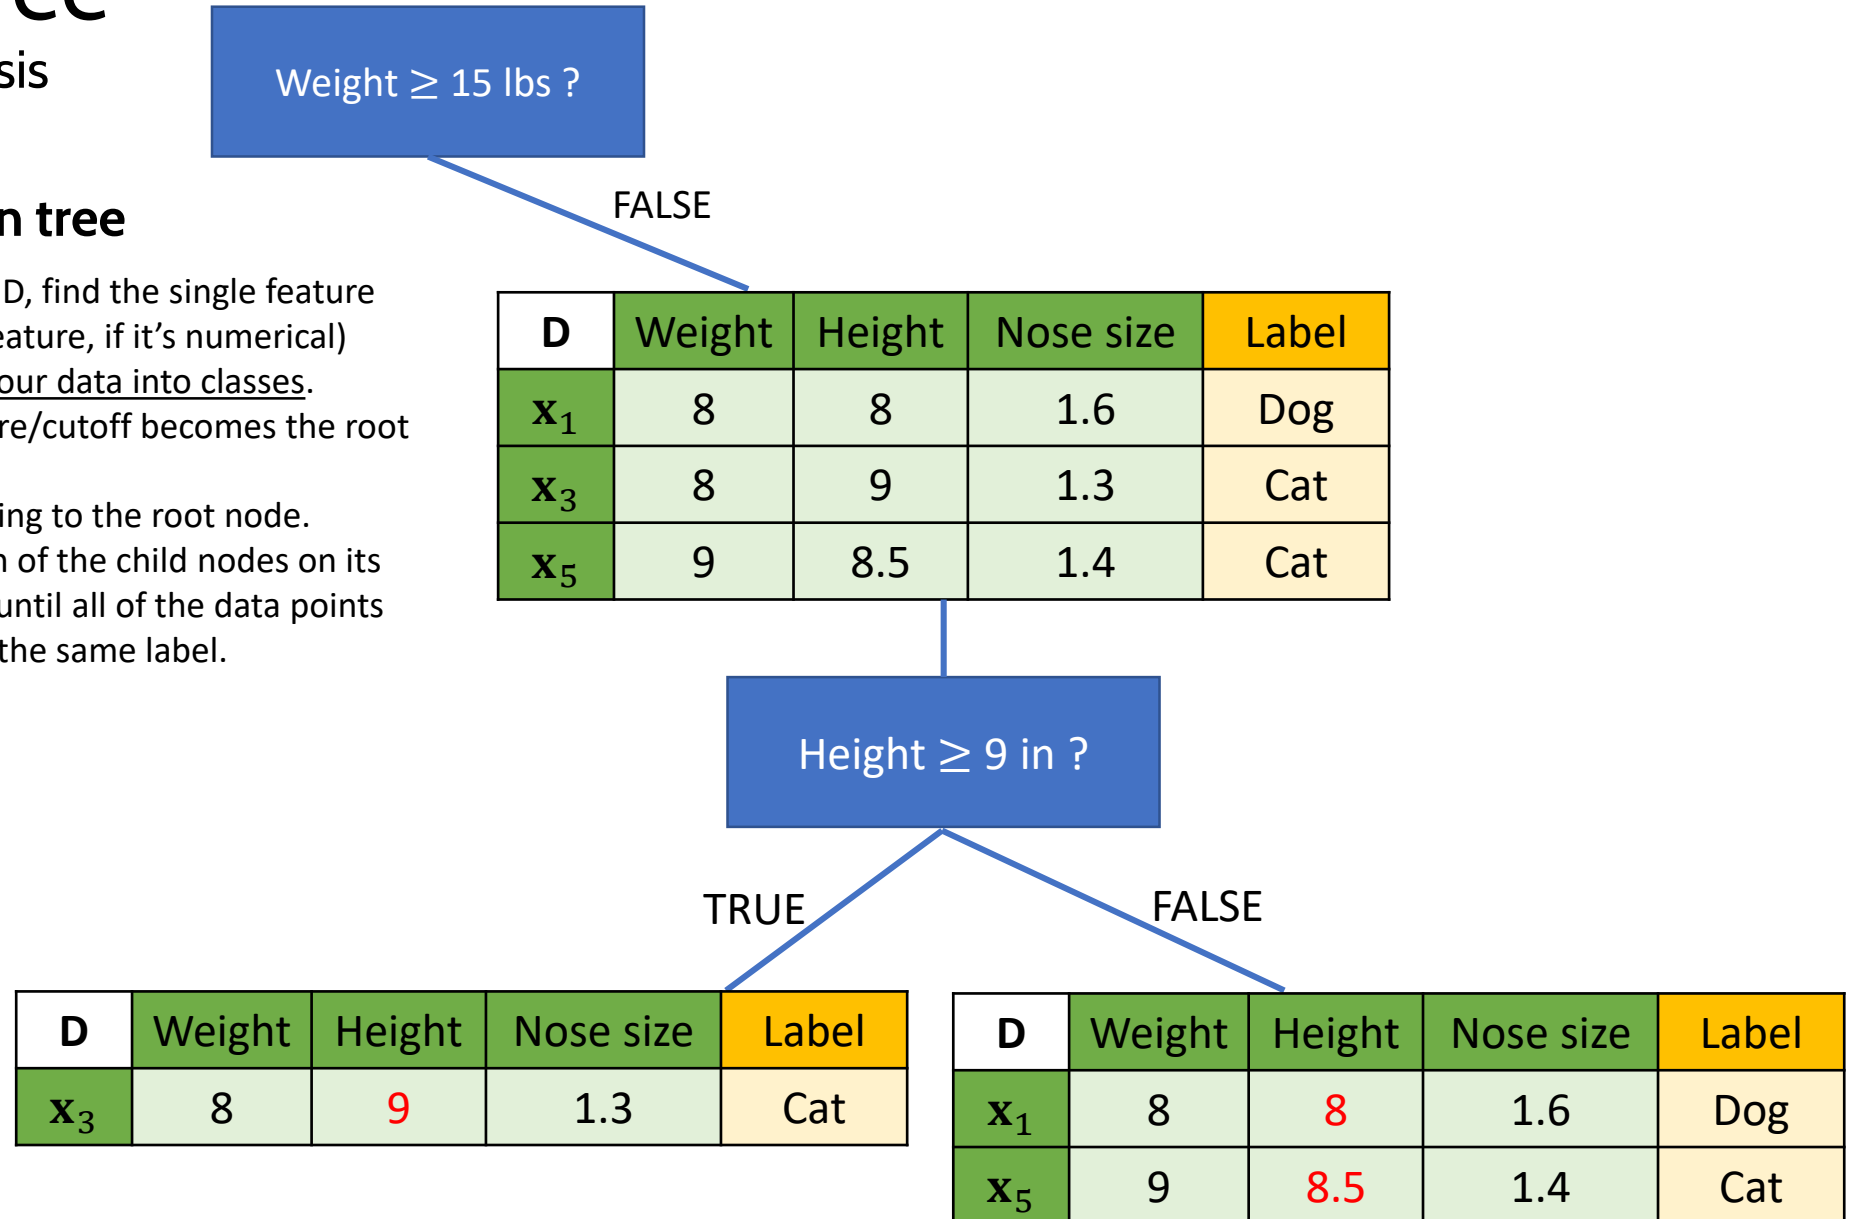 Weight ≥ 15 lbs ?
sis
n tree
FALSE
D, find the single feature
eature, if it's numerical)
our data into classes.
re/cutoff becomes the root
ing to the root node.
n of the child nodes on its
until all of the data points
the same label.
D Weight Height Nose size Label
x₁ 8 8 1.6 Dog
x₃ 8 9 1.3 Cat
x₅ 9 8.5 1.4 Cat
Height ≥ 9 in ?
TRUE
FALSE
D Weight Height Nose size Label
x₃ 8 9 1.3 Cat
D Weight Height Nose size Label
x₁ 8 8 1.6 Dog
x₅ 9 8.5 1.4 Cat